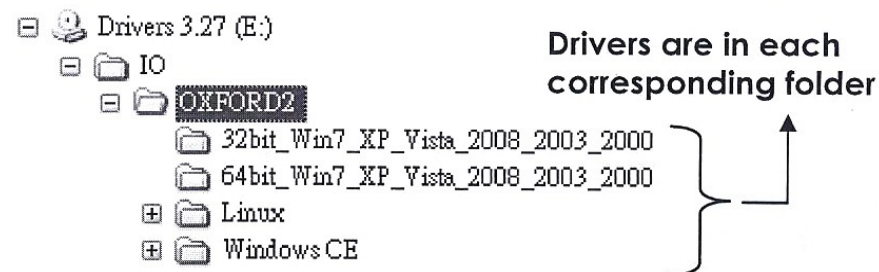 Drivers 3.27 (E:)
IO
OXFORD2
32bit_Win7_XP_Vista_2008_2003_2000
64bit_Win7_XP_Vista_2008_2003_2000
Linux
Windows CE
Drivers are in each
corresponding folder